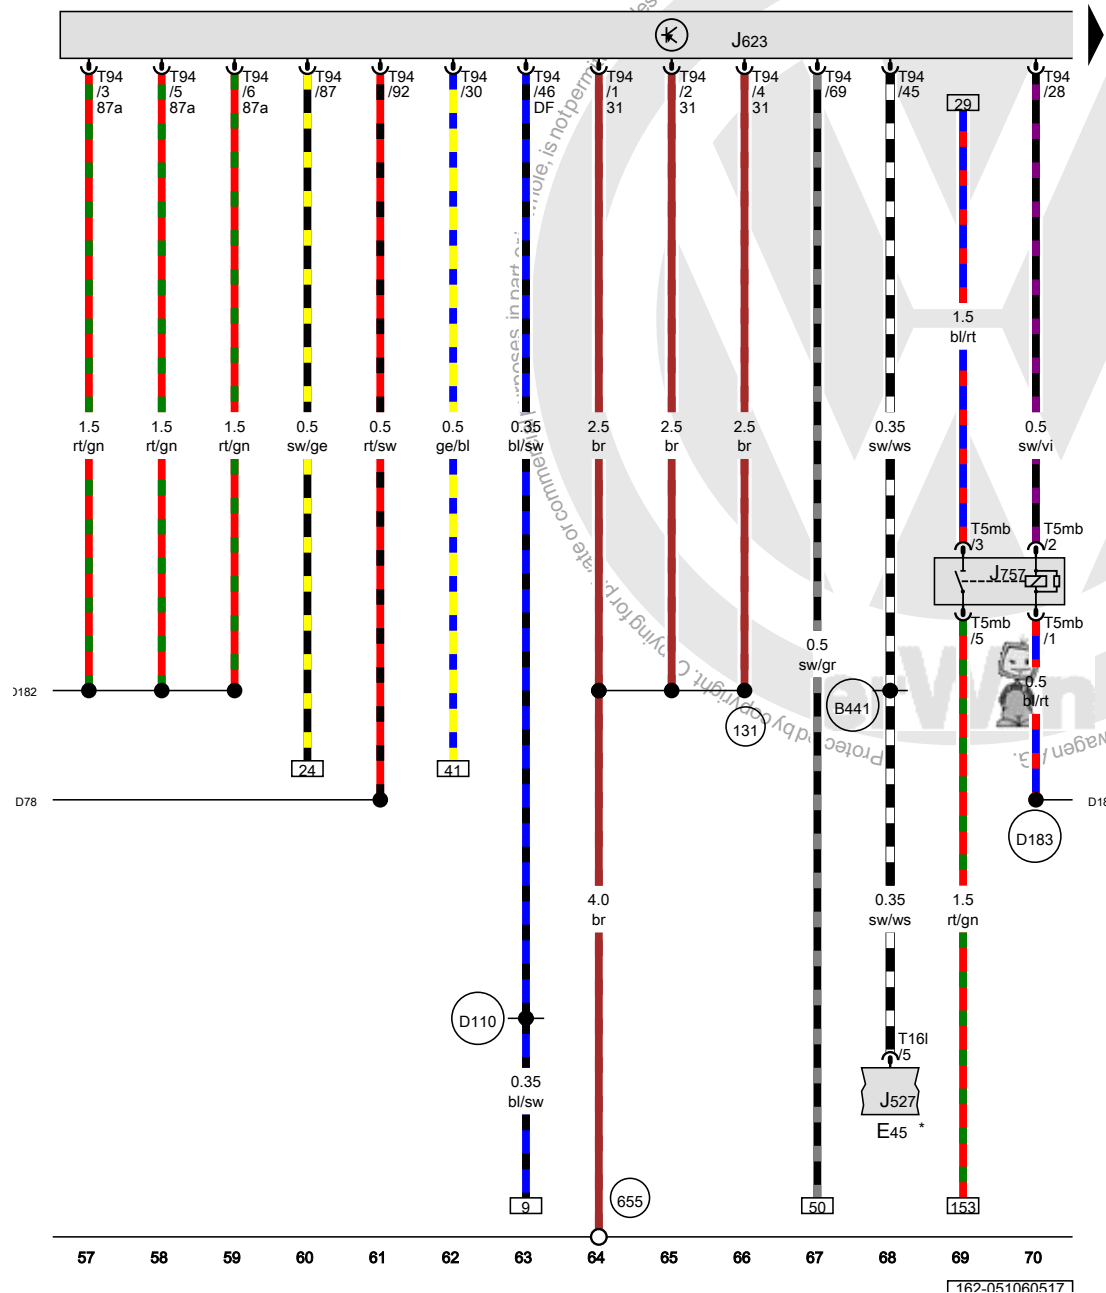 J623
T94 T94 T94 T94 T94 T94 T94 T94 T94 T94 T94 T94 T94
/3 /5 /6 /87 /92 /30 /46 /1 /2 /4 /69 /45 /28
87a 87a 87a DF 31 31 31
29
1.5
bl/rt
1.5 1.5 1.5 0.5 0.5 0.5 0.35 2.5 2.5 2.5 0.35 0.5
rt/gn rt/gn rt/gn sw/ge rt/sw ge/bl bl/sw br br br sw/ws sw/vi
T5mb T5mb
/3 /2
J757
T5mb T5mb
/5 /1
0.5
sw/gr
0.5
bl/rt
D182
B441
131
24 41
D78
D183
4.0 0.35 1.5
br sw/ws rt/gn
D110
T16l
/5
0.35
bl/sw
J527
E45 *
655
9 50 153
57 58 59 60 61 62 63 64 65 66 67 68 69 70
162-051060517